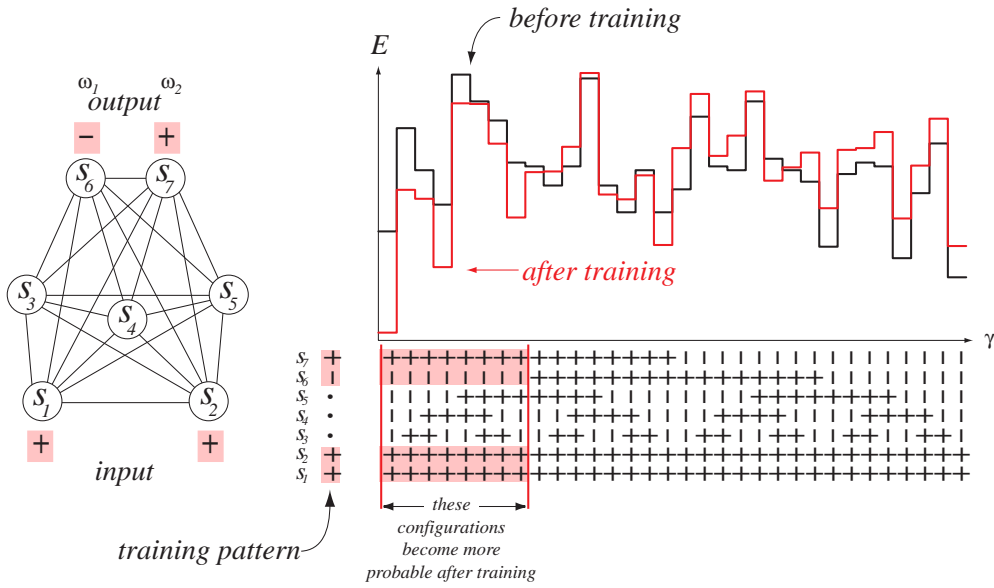 before training
E
ω1 output ω2
− +
S6 S7
after training
S3 S5
S4
γ
S7 +
S6 |
S5 •
S4 •
S3 •
S2 +
S1 +
S1 S2
+ +
input
these
configurations
become more
probable after training
training pattern